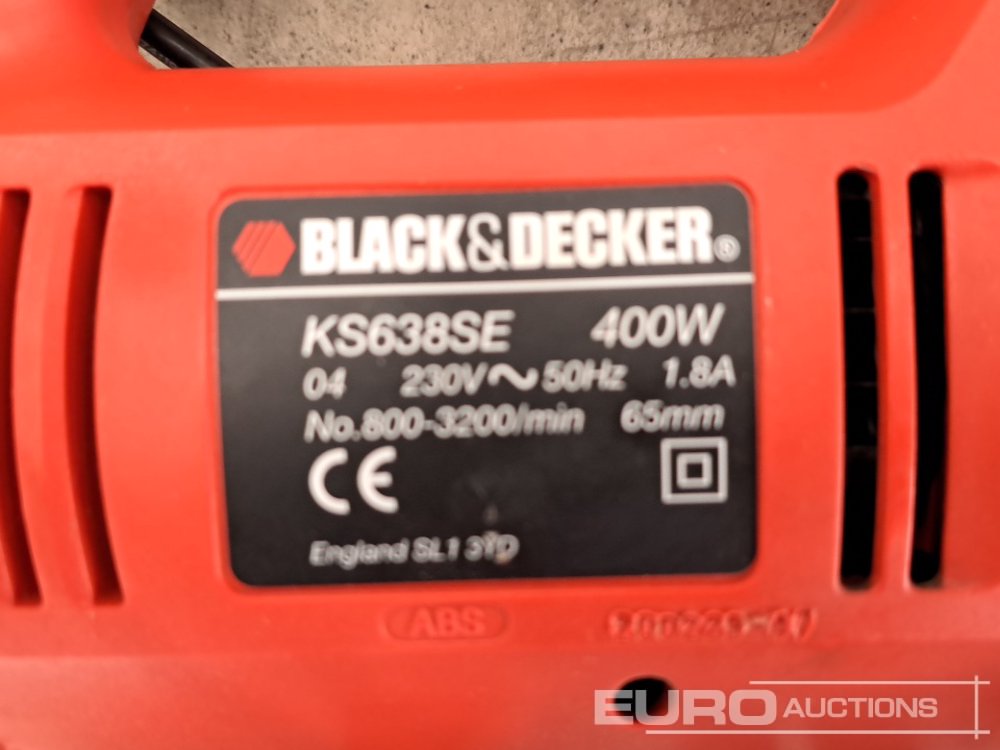 BLACK&DECKER®
KS638SE 400W
04 230V~50Hz 1.8A
No.800-3200/min 65mm
CE
England SL1 3YD
ABS
EURO AUCTIONS